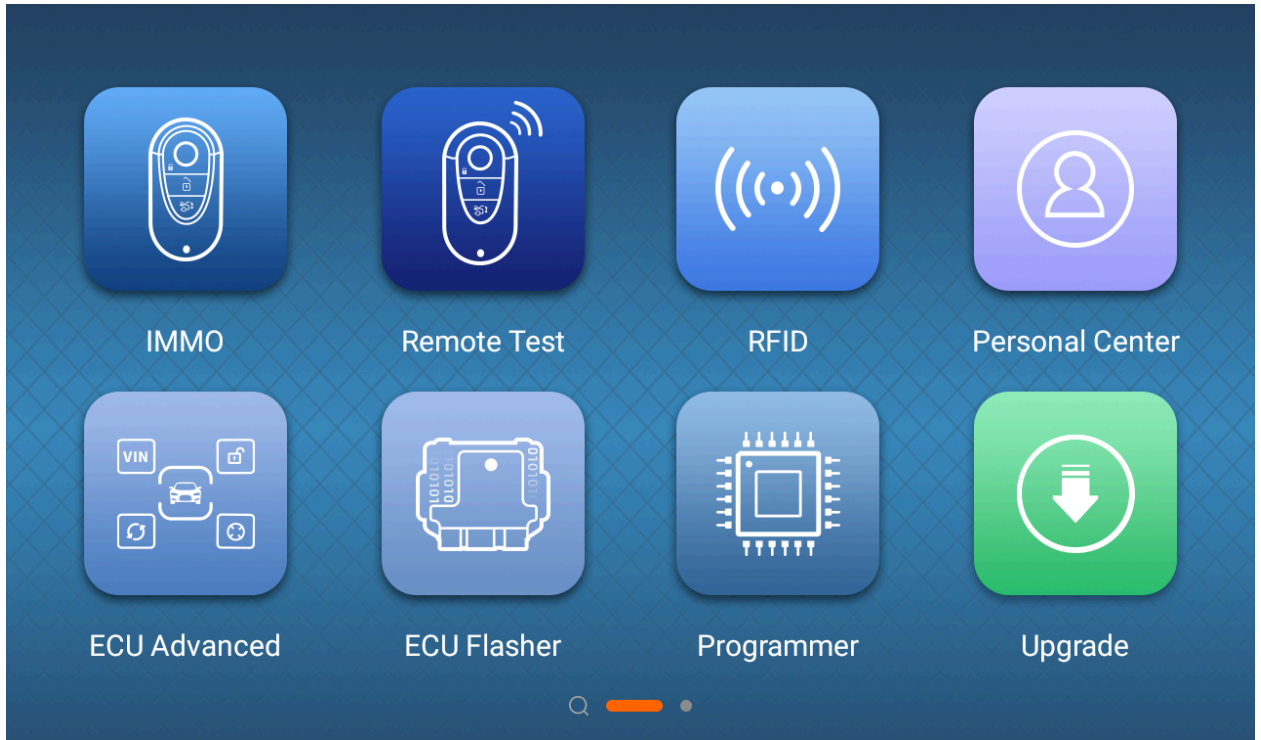 IMMO
Remote Test
RFID
Personal Center
VIN
ECU Advanced
ECU Flasher
Programmer
Upgrade